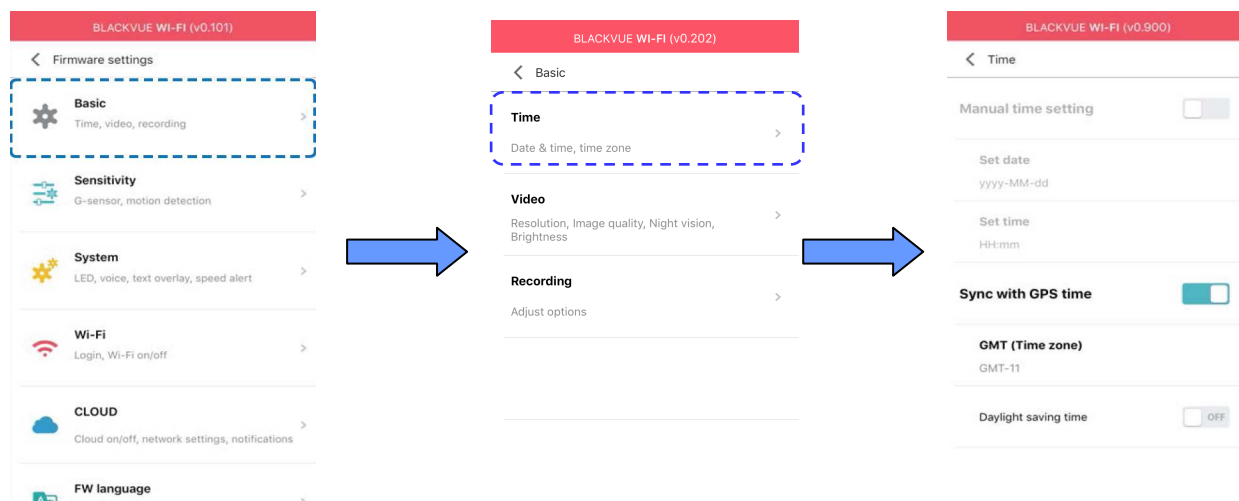 BLACKVUE WI-FI (v0.101)
Firmware settings
Basic
Time, video, recording
Sensitivity
G-sensor, motion detection
System
LED, voice, text overlay, speed alert
Wi-Fi
Login, Wi-Fi on/off
CLOUD
Cloud on/off, network settings, notifications
FW language
BLACKVUE WI-FI (v0.202)
Basic
Time
Date & time, time zone
Video
Resolution, Image quality, Night vision,
Brightness
Recording
Adjust options
BLACKVUE WI-FI (v0.900)
Time
Manual time setting
Set date
yyyy-MM-dd
Set time
HH:mm
Sync with GPS time
GMT (Time zone)
GMT-11
Daylight saving time OFF